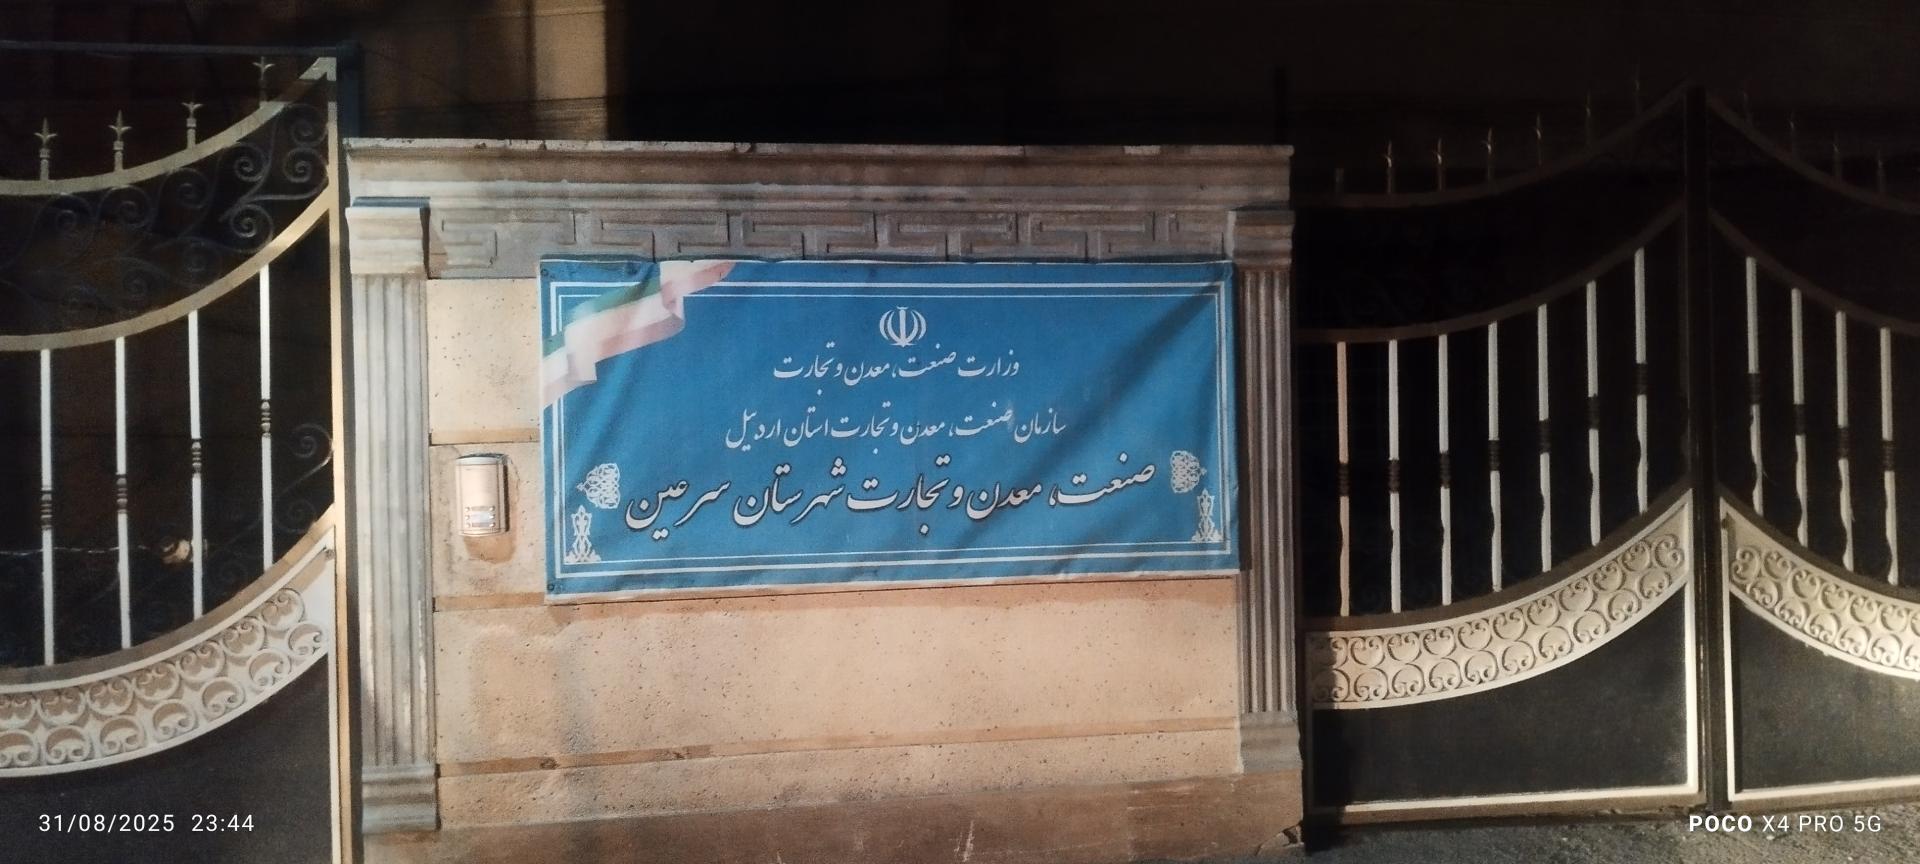 وزارت صنعت، معدن و تجارت
سازمان صنعت، معدن و تجارت استان اردبیل
صنعت، معدن و تجارت شهرستان سرعین
31/08/2025 23:44
POCO X4 PRO 5G